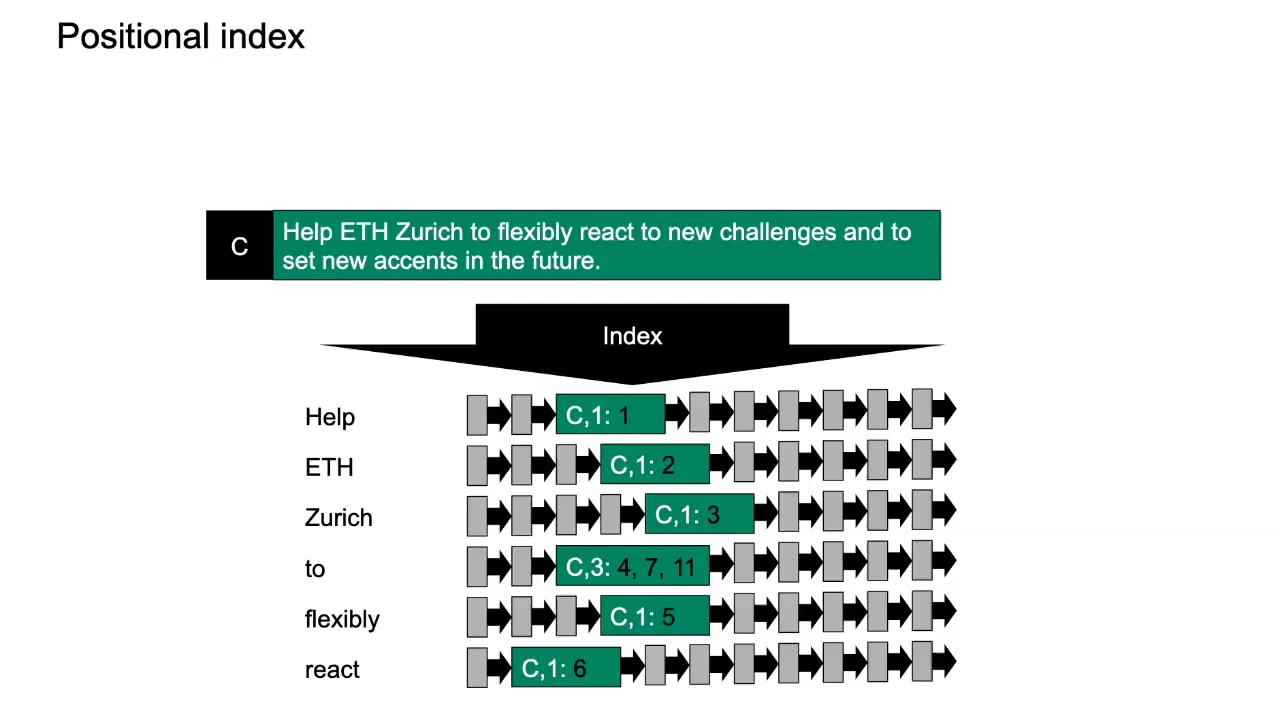 Positional index
C
Help ETH Zurich to flexibly react to new challenges and to
set new accents in the future.
Index
Help
C,1: 1
ETH
C,1: 2
Zurich
C,1: 3
to
C,3: 4, 7, 11
flexibly
C,1: 5
react
C,1: 6